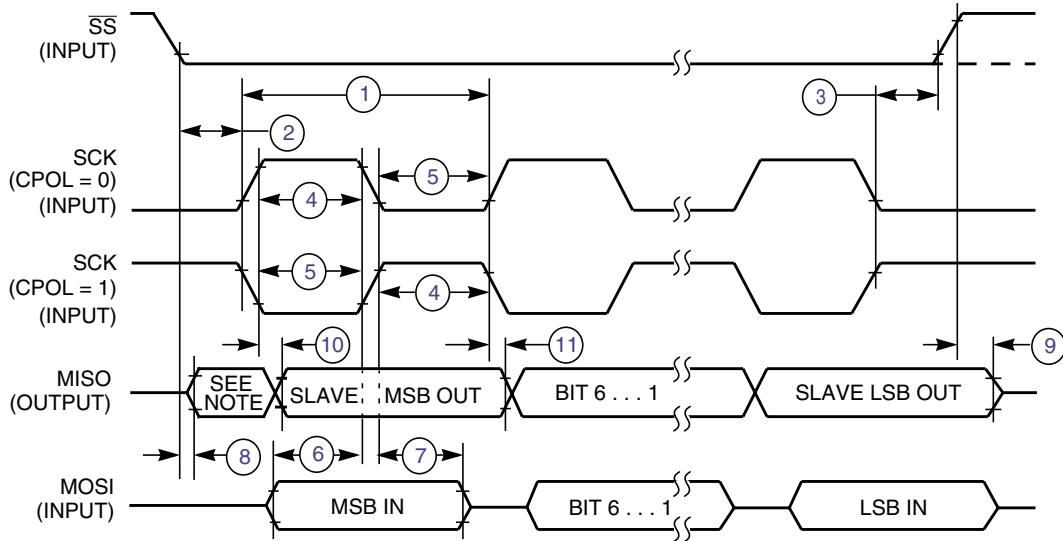 SS
(INPUT)
1
3
2
SCK
(CPOL = 0)
(INPUT)
4
5
SCK
(CPOL = 1)
(INPUT)
5
4
10
11
9
MISO
(OUTPUT)
SEE
NOTE
SLAVE
MSB OUT
BIT 6 . . . 1
SLAVE LSB OUT
8
6
7
MOSI
(INPUT)
MSB IN
BIT 6 . . . 1
LSB IN